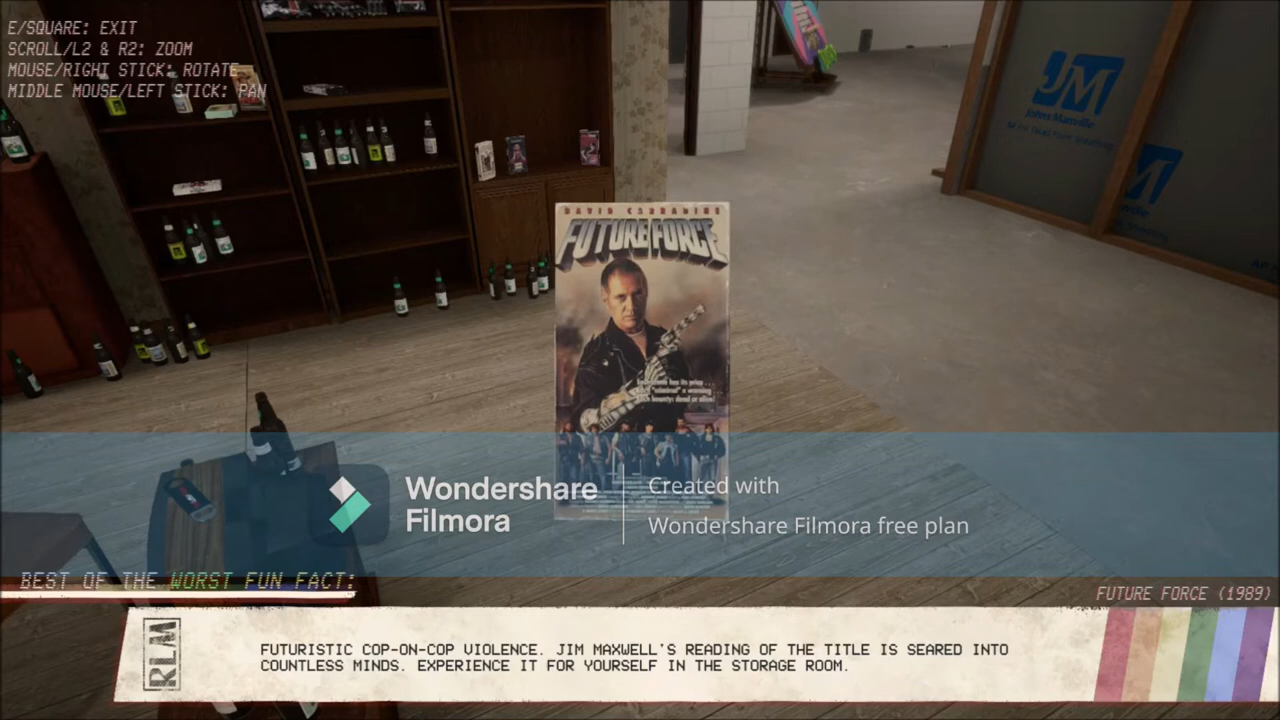 E/SQUARE: EXIT
SCROLL/L2 & R2: ZOOM
MOUSE/RIGHT STICK: ROTATE
MIDDLE MOUSE/LEFT STICK: PAN
JM
Johns Manville
DAVID CARRADINE
FUTURE FORCE
Wondershare
Filmora
Created with
Wondershare Filmora free plan
BEST OF THE WORST FUN FACT:
FUTURE FORCE (1989)
RLM
FUTURISTIC COP-ON-COP VIOLENCE. JIM MAXWELL'S READING OF THE TITLE IS SEARED INTO
COUNTLESS MINDS. EXPERIENCE IT FOR YOURSELF IN THE STORAGE ROOM.